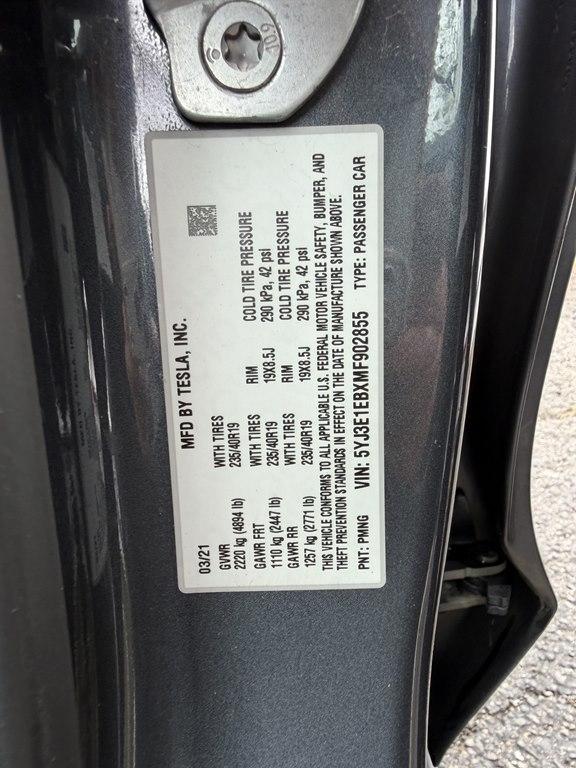 MFD BY TESLA, INC.
03/21
GVWR WITH TIRES RIM COLD TIRE PRESSURE
2220 kg (4894 lb) 235/40R19 19X8.5J 290 kPa, 42 psi
GAWR FRT WITH TIRES RIM COLD TIRE PRESSURE
1110 kg (2447 lb) 235/40R19 19X8.5J 290 kPa, 42 psi
GAWR RR WITH TIRES
1257 kg (2771 lb) 235/40R19
THIS VEHICLE CONFORMS TO ALL APPLICABLE U.S. FEDERAL MOTOR VEHICLE SAFETY, BUMPER, AND
THEFT PREVENTION STANDARDS IN EFFECT ON THE DATE OF MANUFACTURE SHOWN ABOVE.
PNT: PMNG VIN: 5YJ3E1EBXMF902855 TYPE: PASSENGER CAR
10.9